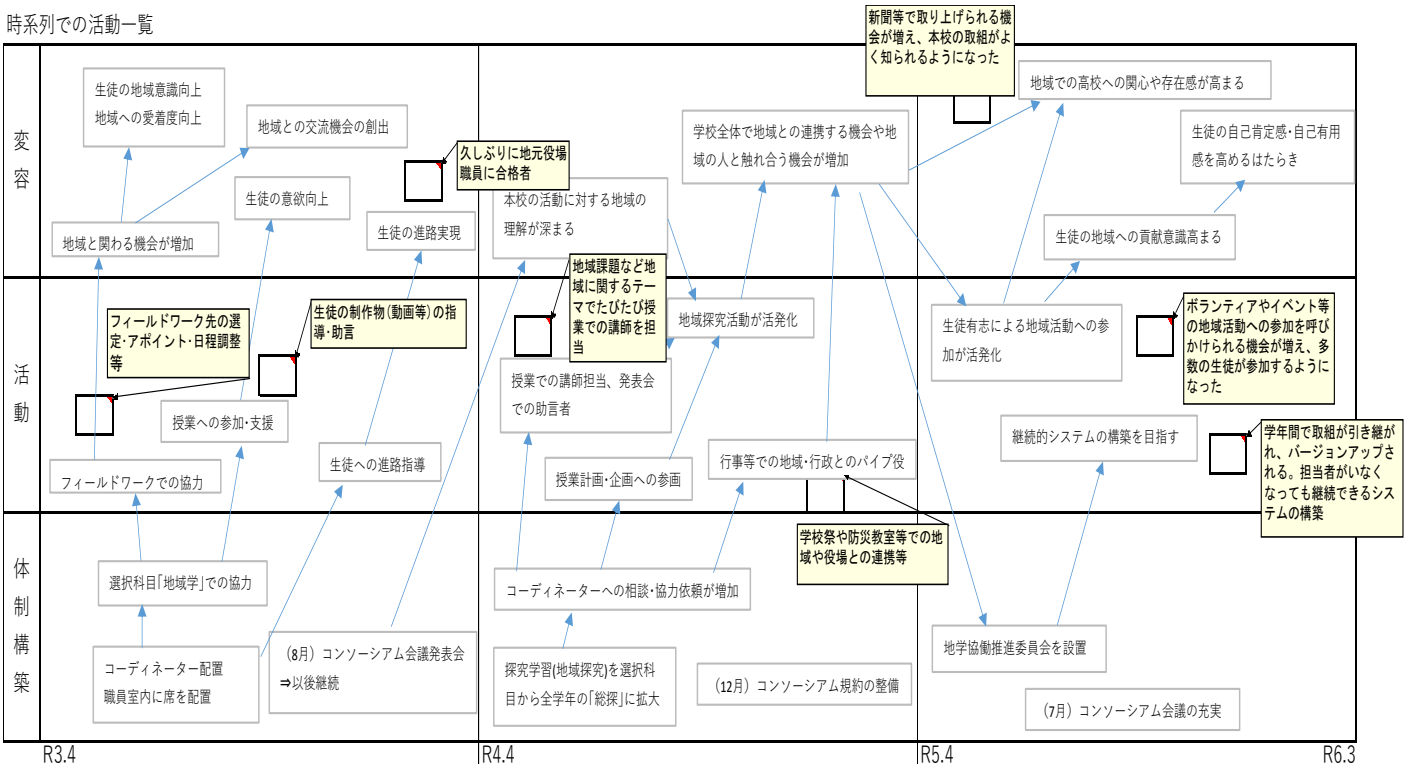 時系列での活動一覧
新聞等で取り上げられる機
会が増え、本校の取組がよ
く知られるようになった
変
容
生徒の地域意識向上
地域への愛着度向上
地域との交流機会の創出
生徒の意欲向上
地域と関わる機会が増加
生徒の進路実現
久しぶりに地元役場
職員に合格者
本校の活動に対する地域の
理解が深まる
学校全体で地域との連携する機会や地
域の人と触れ合う機会が増加
地域での高校への関心や存在感が高まる
生徒の自己肯定感・自己有用
感を高めるはたらき
生徒の地域への貢献意識高まる
活
動
フィールドワーク先の選
定・アポイント・日程調整
等
生徒の制作物(動画等)の指
導・助言
授業への参加・支援
フィールドワークでの協力
生徒への進路指導
地域課題など地
域に関するテー
マでたびたび授
業での講師を担
当
地域探究活動が活発化
授業での講師担当、発表会
での助言者
授業計画・企画への参画
行事等での地域・行政とのパイプ役
生徒有志による地域活動への参
加が活発化
ボランティアやイベント等
の地域活動への参加を呼び
かけられる機会が増え、多
数の生徒が参加するように
なった
継続的システムの構築を目指す
学年間で取組が引き継が
れ、バージョンアップさ
れる。担当者がいなく
なっても継続できるシス
テムの構築
体
制
構
築
選択科目「地域学」での協力
コーディネーター配置
職員室内に席を配置
（8月）コンソーシアム会議発表会
⇒以後継続
コーディネーターへの相談・協力依頼が増加
学校祭や防災教室等での地
域や役場との連携等
探究学習(地域探究)を選択科
目から全学年の「総探」に拡大
（12月）コンソーシアム規約の整備
地学協働推進委員会を設置
（7月）コンソーシアム会議の充実
R3.4
R4.4
R5.4
R6.3